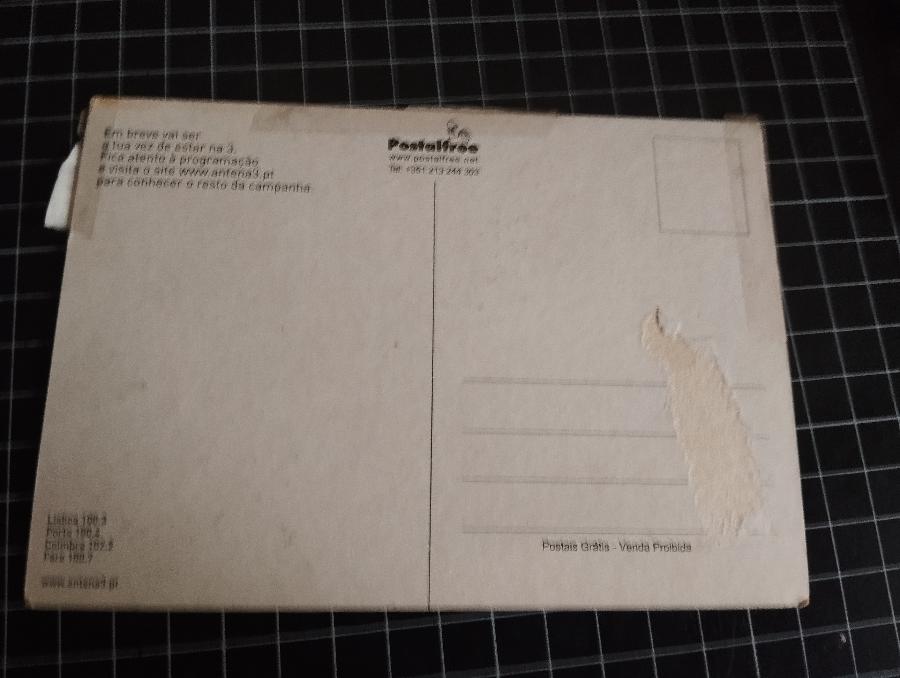 Em breve vai ser
a tua vez de estar na 3.
Fica atento à programação
e visita o site www.antena3.pt
para conhecer o resto da campanha
Postalfree
www.postalfree.net
Tel: +351 213 244 303
Lisboa 100.3
Porto 100.4
Coimbra
Faro 100.7
www.antena3.pt
Postais Grátis - Venda Proibida